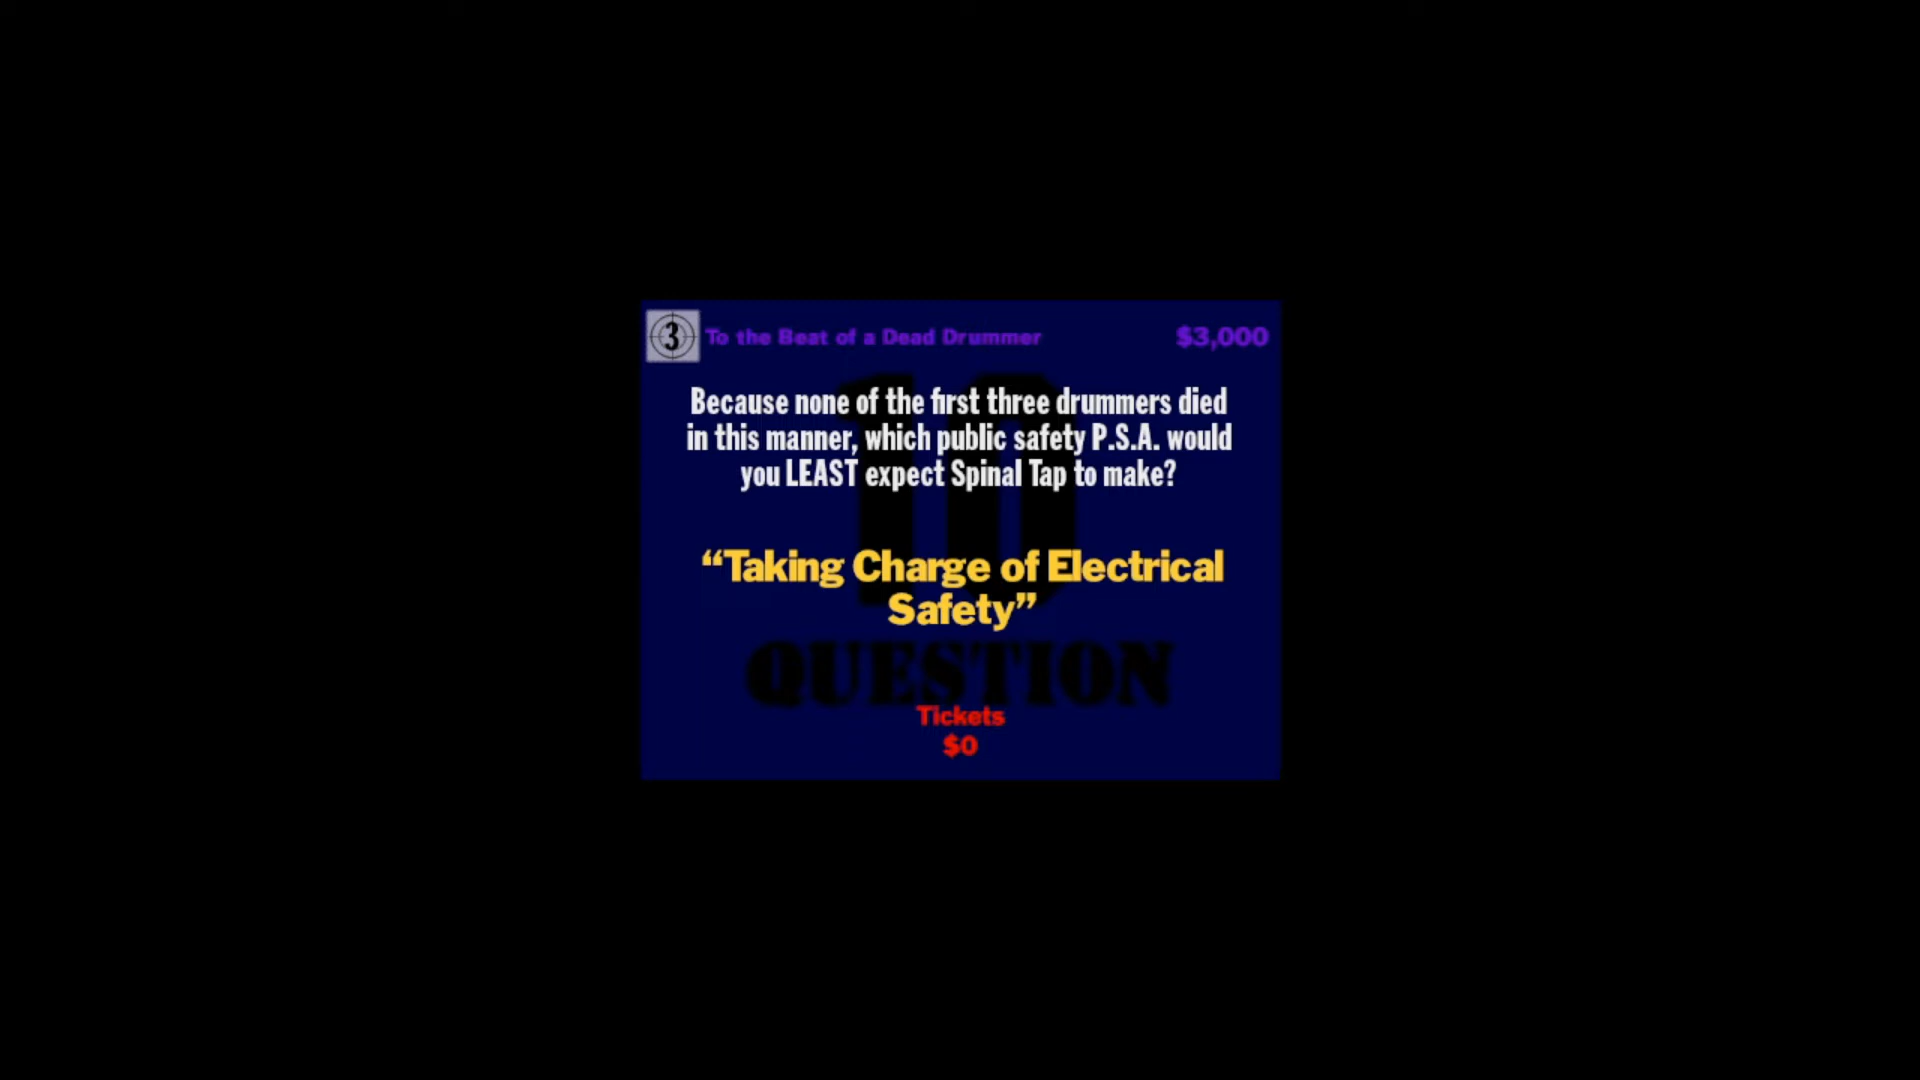 3 To the Beat of a Dead Drummer $3,000
Because none of the first three drummers died
in this manner, which public safety P.S.A. would
you LEAST expect Spinal Tap to make?
“Taking Charge of Electrical
Safety”
10
QUESTION
Tickets
$0